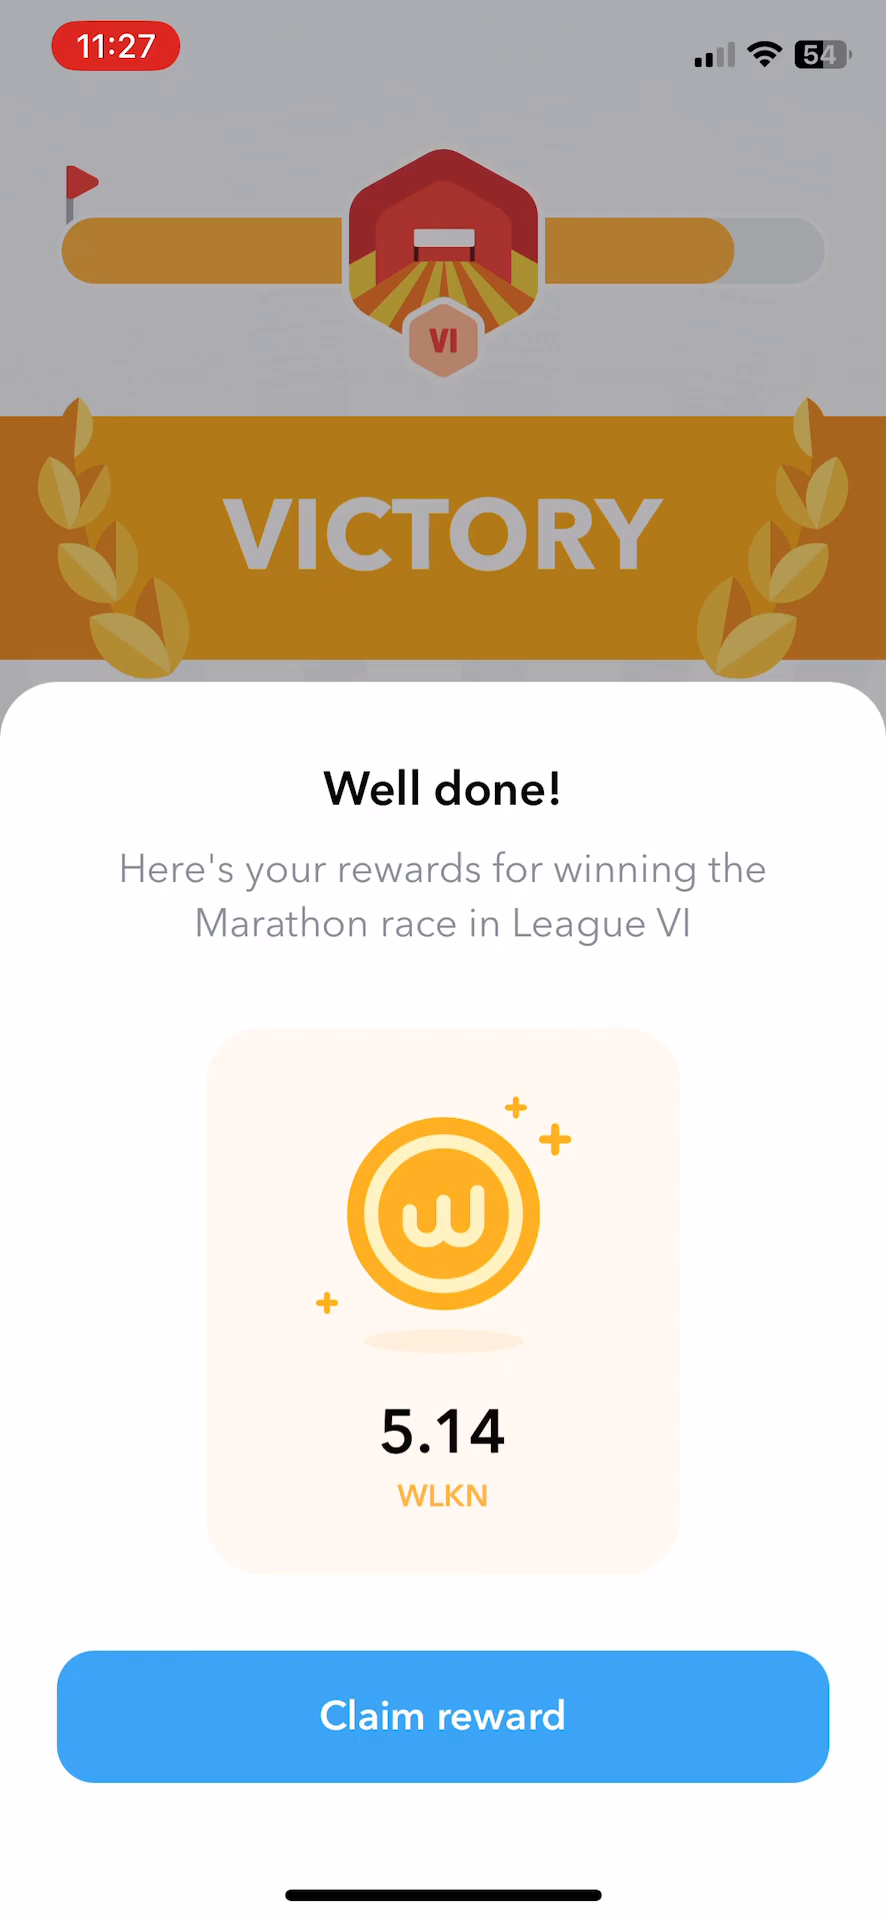 11:27
54
VI
VICTORY
Well done!
Here's your rewards for winning the
Marathon race in League VI
5.14
WLKN
Claim reward